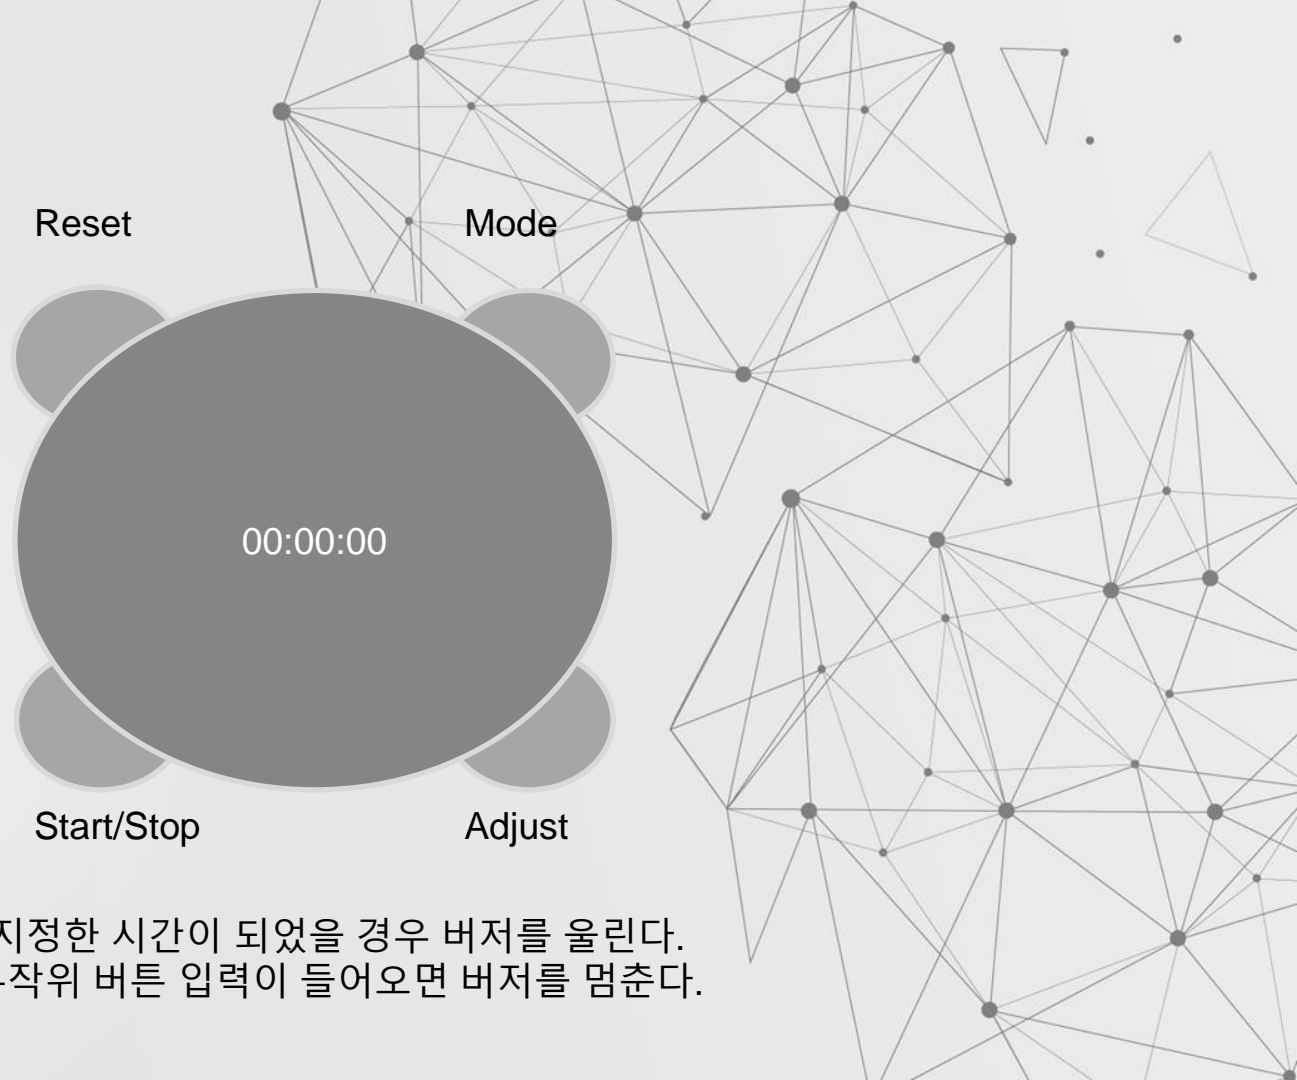 Reset
Mode
00:00:00
Start/Stop
Adjust
지정한 시간이 되었을 경우 버저를 울린다.
버튼 입력이 들어오면 버저를 멈춘다.